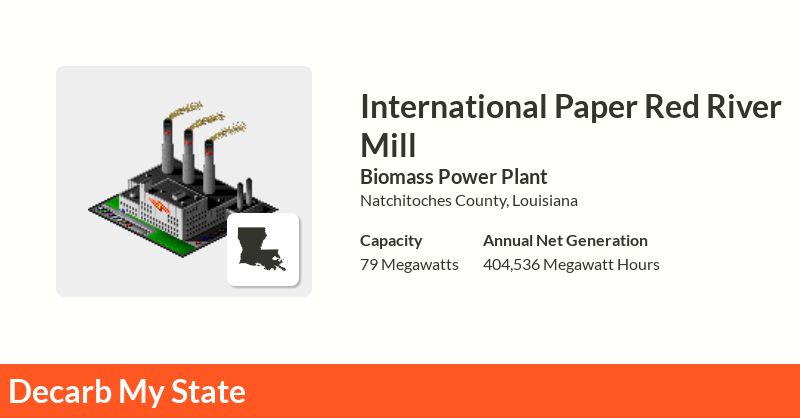 International Paper Red River
Mill
Biomass Power Plant
Natchitoches County, Louisiana
Capacity
Annual Net Generation
79 Megawatts
404,536 Megawatt Hours
Decarb My State